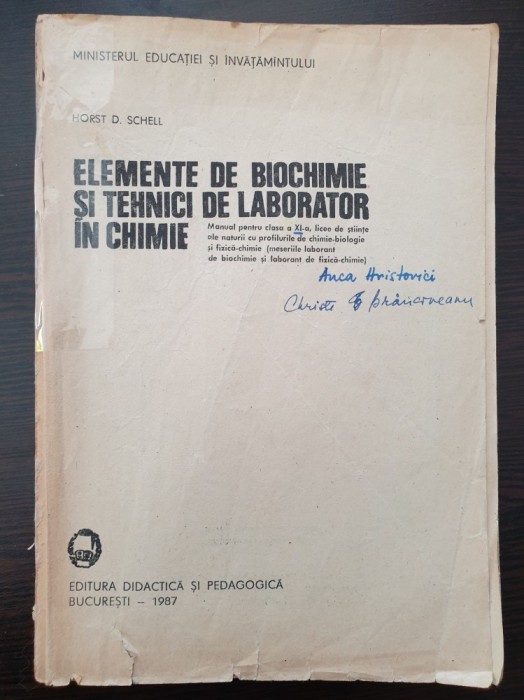 MINISTERUL EDUCAȚIEI ȘI ÎNVĂȚĂMÎNTULUI
HORST D. SCHELL
ELEMENTE DE BIOCHIMIE
ȘI TEHNICI DE LABORATOR
ÎN CHIMIE
Manual pentru clasa a XI-a, licee de științe
ale naturii cu profilurile de chimie-biologie
și fizică-chimie (meseriile laborant
de biochimie și laborant de fizică-chimie)
Anca Hristovici
Christi Brâncoveanu
EDITURA DIDACTICĂ ȘI PEDAGOGICĂ
BUCUREȘTI – 1987